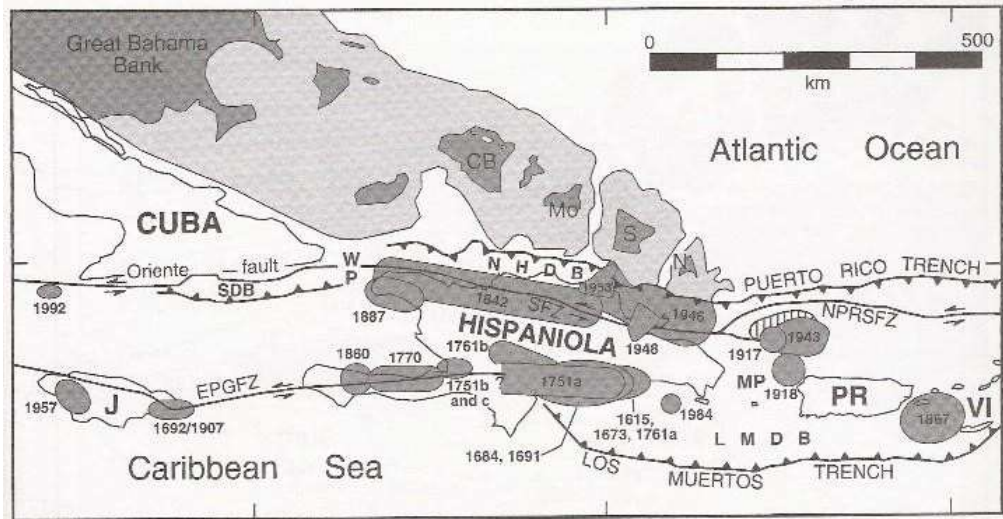 Great Bahama
Bank
0
500
km
CB
Mo
Atlantic Ocean
S
N
CUBA
Oriente
fault
SDB
W
P
N H D B
PUERTO RICO TRENCH
NPRSFZ
1992
1887
1842
SFZ
1953
1946
HISPANIOLA
1948
1917
1943
1918
MP
PR
VI
1867
1761b
1860
1770
1751b
and c
1751a
1984
1615,
1673, 1761a
1684, 1691
EPGFZ
?
1957
J
1692/1907
L M D B
LOS
MUERTOS
TRENCH
Caribbean Sea